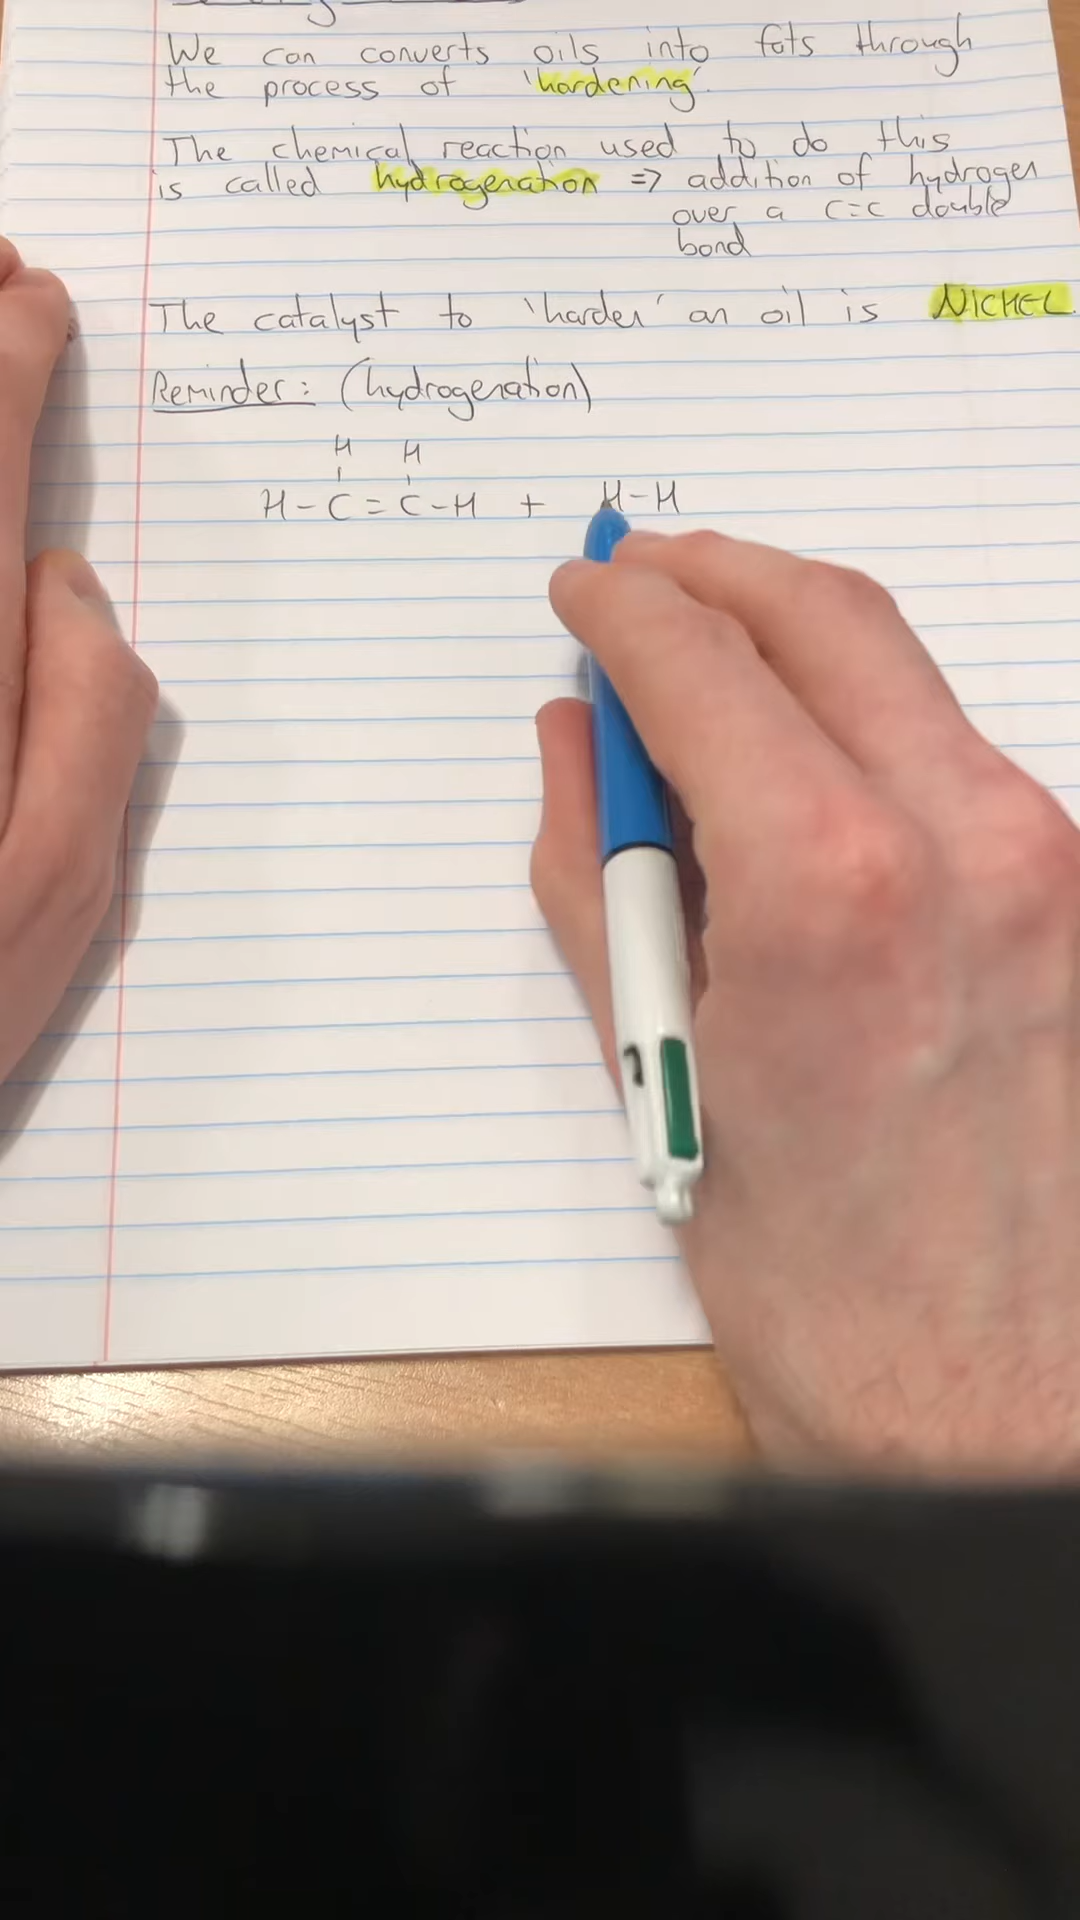 We can converts oils into fats through
the process of 'hardening'.
The chemical reaction used to do this
is called hydrogenation => addition of hydrogen
over a C=C double
bond
The catalyst to 'harden' an oil is NICKEL.
Reminder: (hydrogenation)
H H
H-C=C-H + H-H